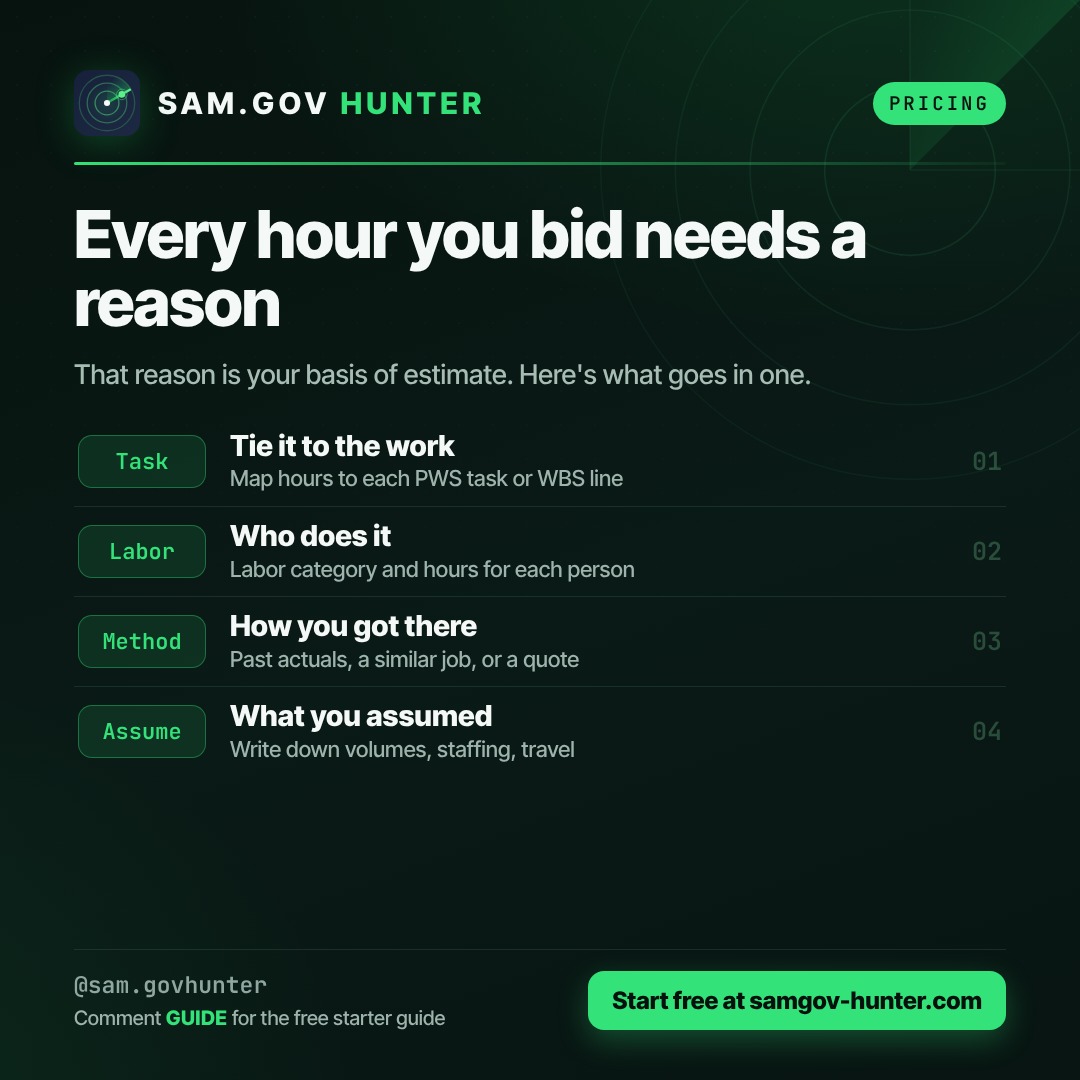 SAM.GOV HUNTER
PRICING
Every hour you bid needs a
reason
That reason is your basis of estimate. Here's what goes in one.
Task
Tie it to the work
Map hours to each PWS task or WBS line
01
Labor
Who does it
Labor category and hours for each person
02
Method
How you got there
Past actuals, a similar job, or a quote
03
Assume
What you assumed
Write down volumes, staffing, travel
04
@sam.govhunter
Comment GUIDE for the free starter guide
Start free at samgov-hunter.com